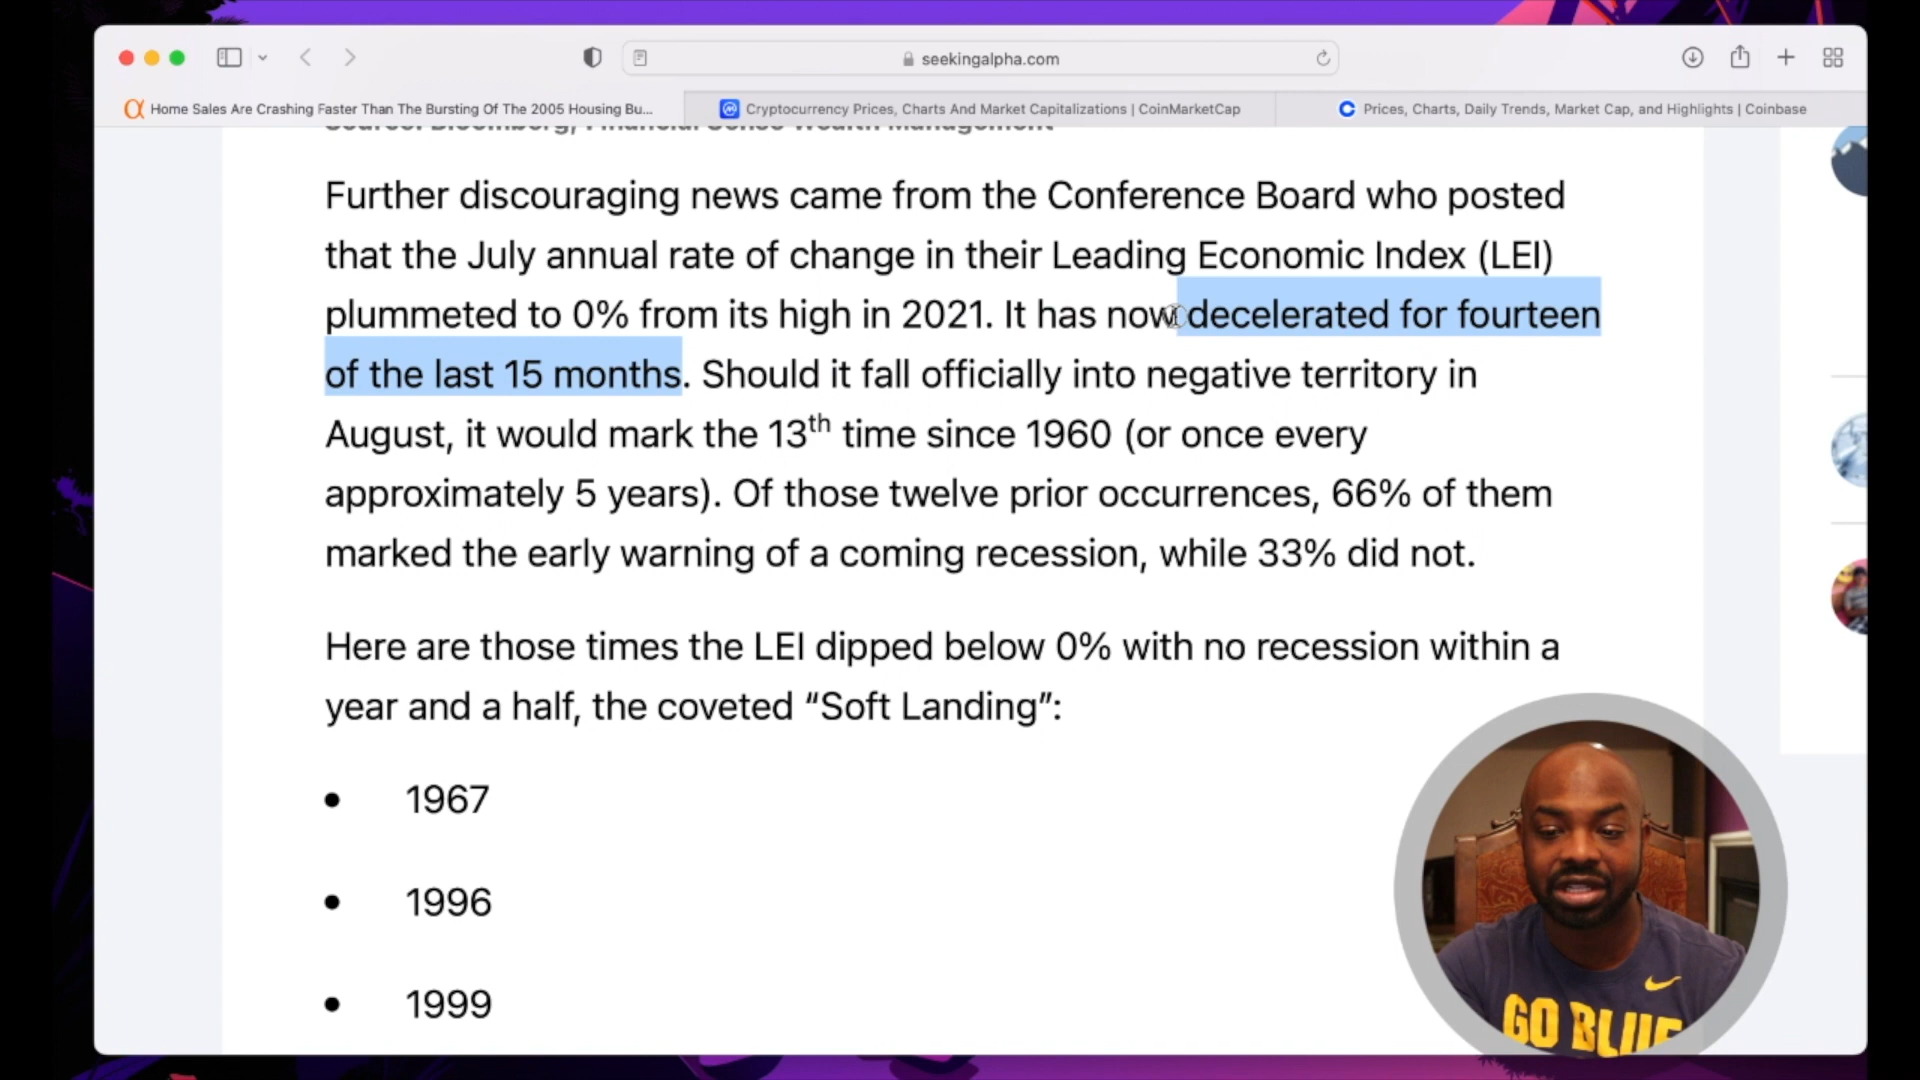 seekingalpha.com
Home Sales Are Crashing Faster Than The Bursting Of The 2005 Housing Bu...
Cryptocurrency Prices, Charts And Market Capitalizations | CoinMarketCap
Prices, Charts, Daily Trends, Market Cap, and Highlights | Coinbase
Source: Bloomberg, Financial Sense Wealth Management
Further discouraging news came from the Conference Board who posted
that the July annual rate of change in their Leading Economic Index (LEI)
plummeted to 0% from its high in 2021. It has now decelerated for fourteen
of the last 15 months. Should it fall officially into negative territory in
August, it would mark the 13th time since 1960 (or once every
approximately 5 years). Of those twelve prior occurrences, 66% of them
marked the early warning of a coming recession, while 33% did not.
Here are those times the LEI dipped below 0% with no recession within a
year and a half, the coveted “Soft Landing”:
• 1967
• 1996
• 1999
GO BLUE